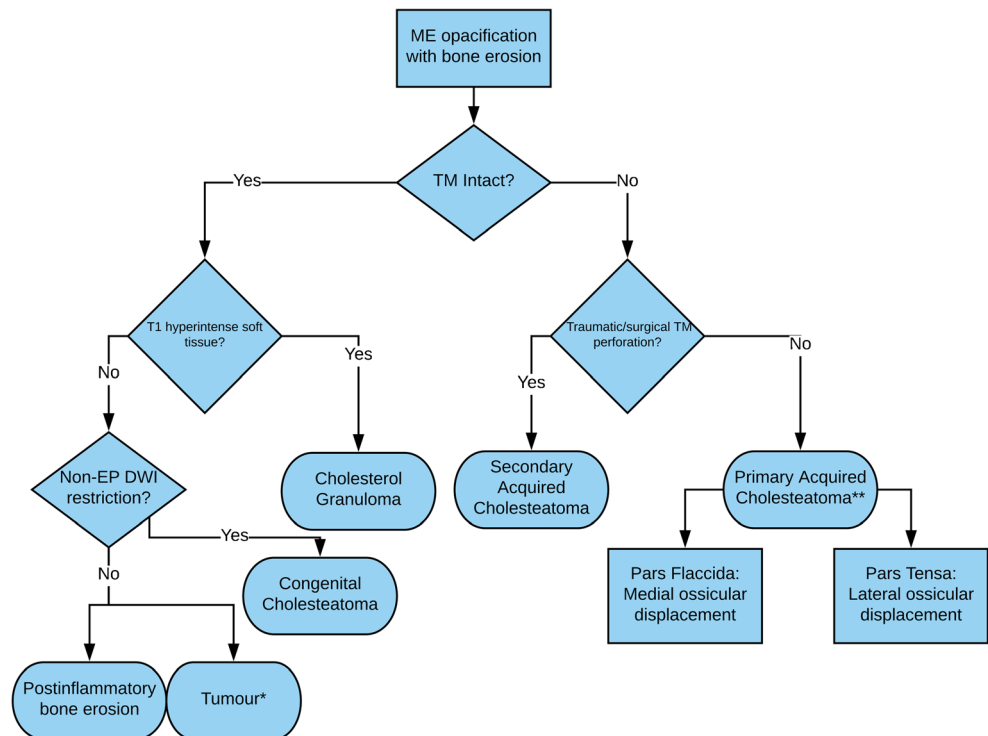 ME opacification
with bone erosion
TM Intact?
Yes
No
T1 hyperintense soft
tissue?
Traumatic/surgical TM
perforation?
No
Yes
Yes
No
Non-EP DWI
restriction?
Cholesterol
Granuloma
Secondary
Acquired
Cholesteatoma
Primary Acquired
Cholesteatoma**
Yes
No
Congenital
Cholesteatoma
Pars Flaccida:
Medial ossicular
displacement
Pars Tensa:
Lateral ossicular
displacement
Postinflammatory
bone erosion
Tumour*